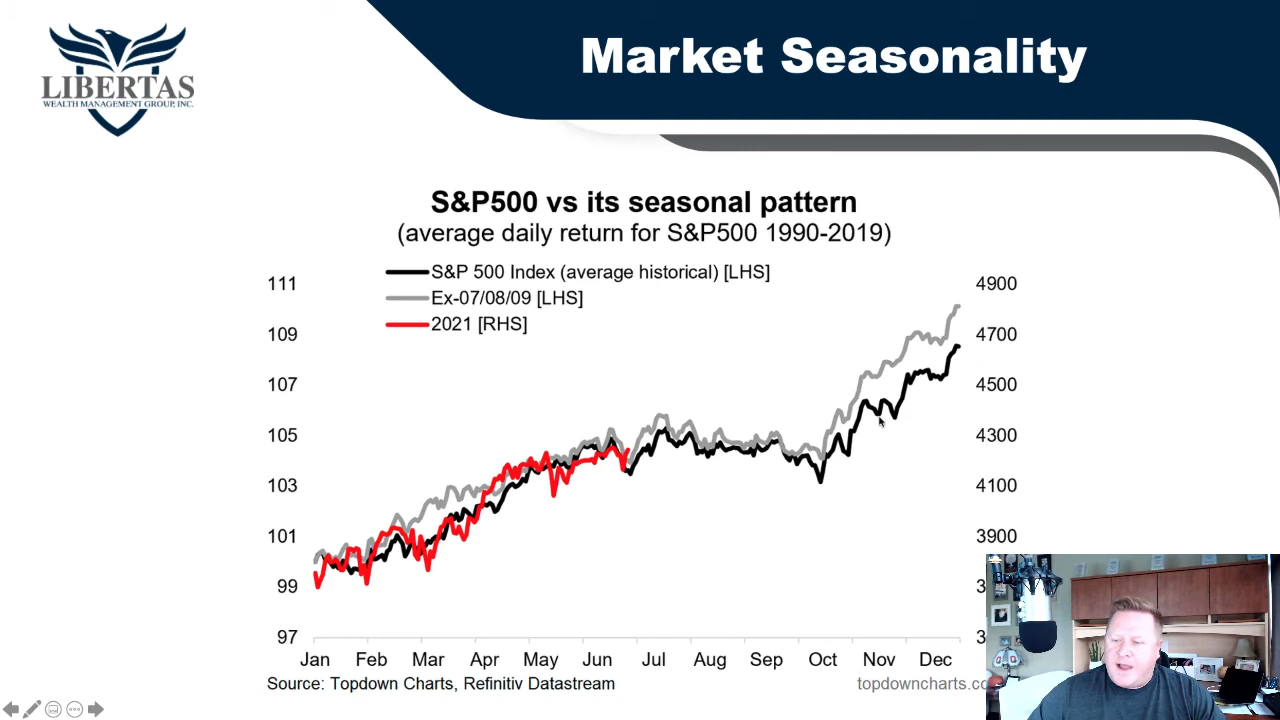 LIBERTAS
WEALTH MANAGEMENT GROUP, INC.
Market Seasonality
S&P500 vs its seasonal pattern
(average daily return for S&P500 1990-2019)
S&P 500 Index (average historical) [LHS]
Ex-07/08/09 [LHS]
2021 [RHS]
111
109
107
105
103
101
99
97
4900
4700
4500
4300
4100
3900
3
3
Jan Feb Mar Apr May Jun Jul Aug Sep Oct Nov Dec
Source: Topdown Charts, Refinitiv Datastream
topdowncharts.co